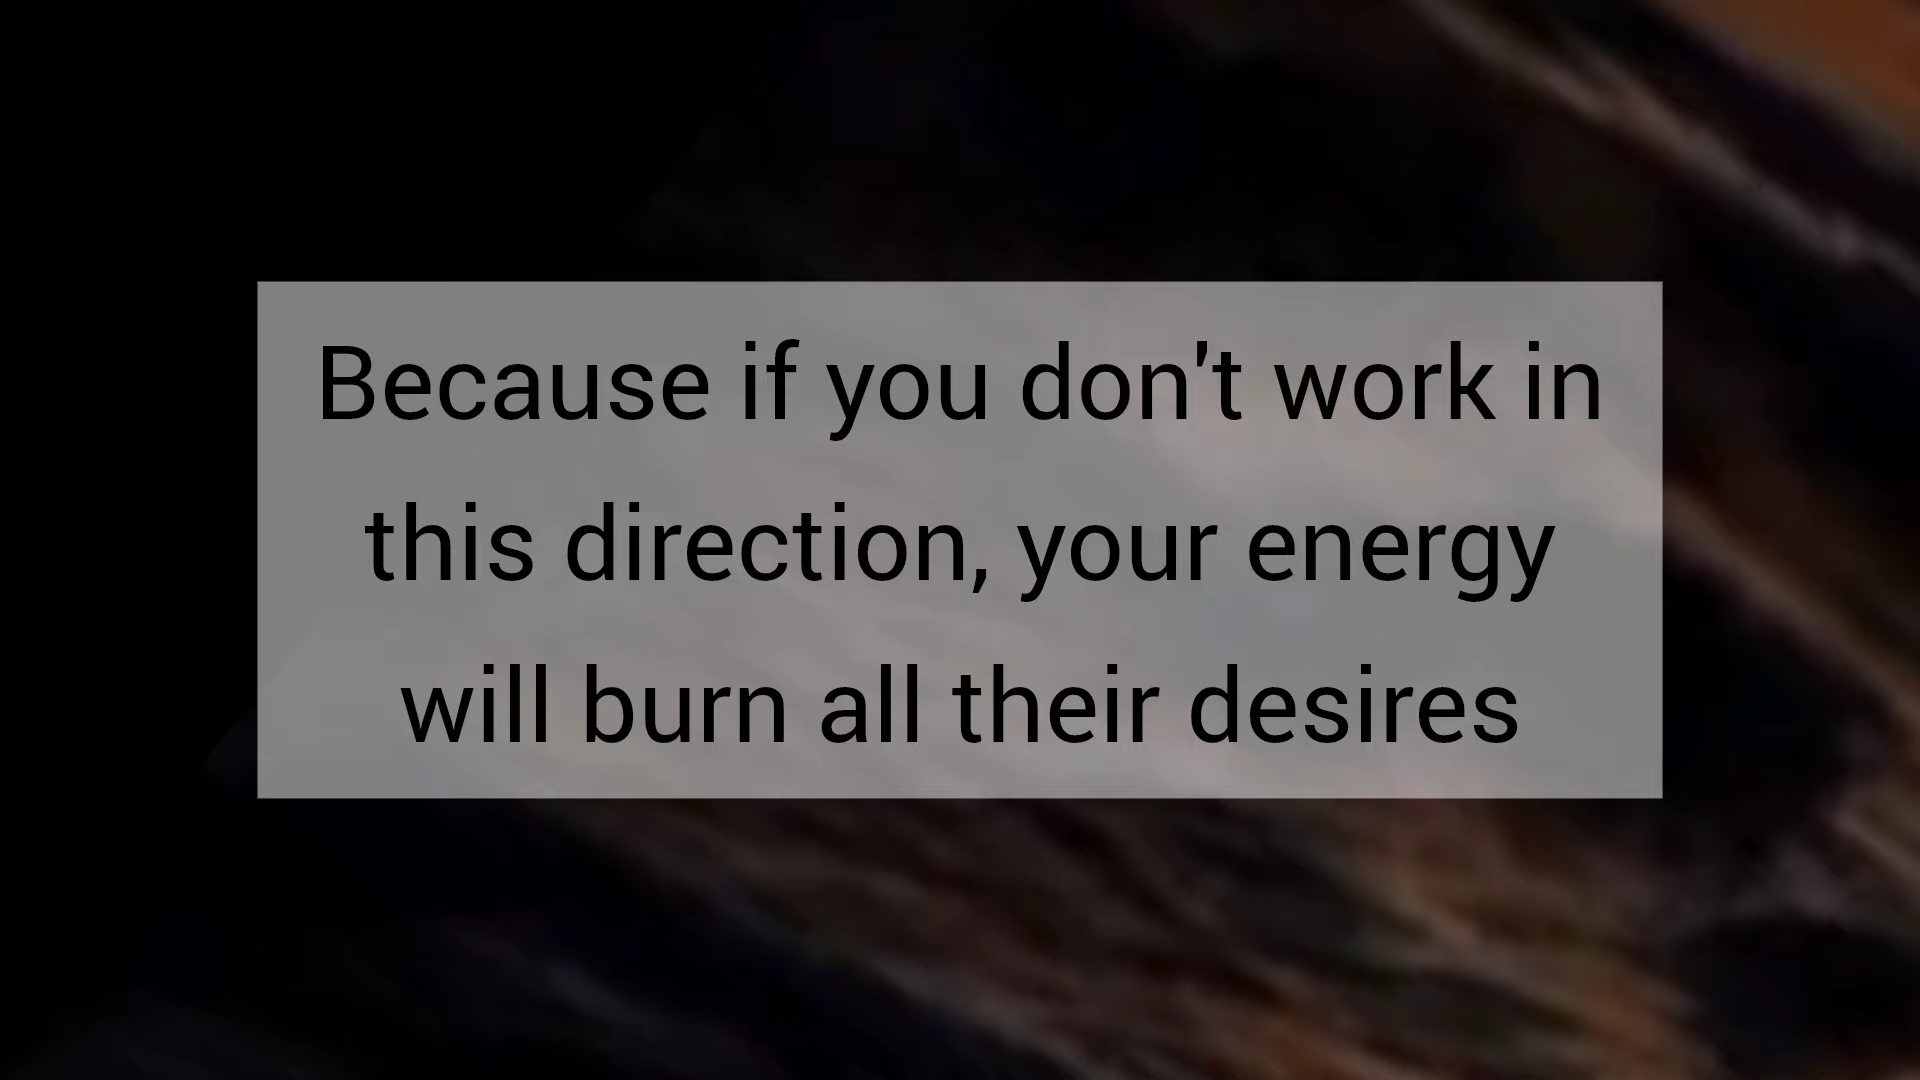 Because if you don't work in
this direction, your energy
will burn all their desires